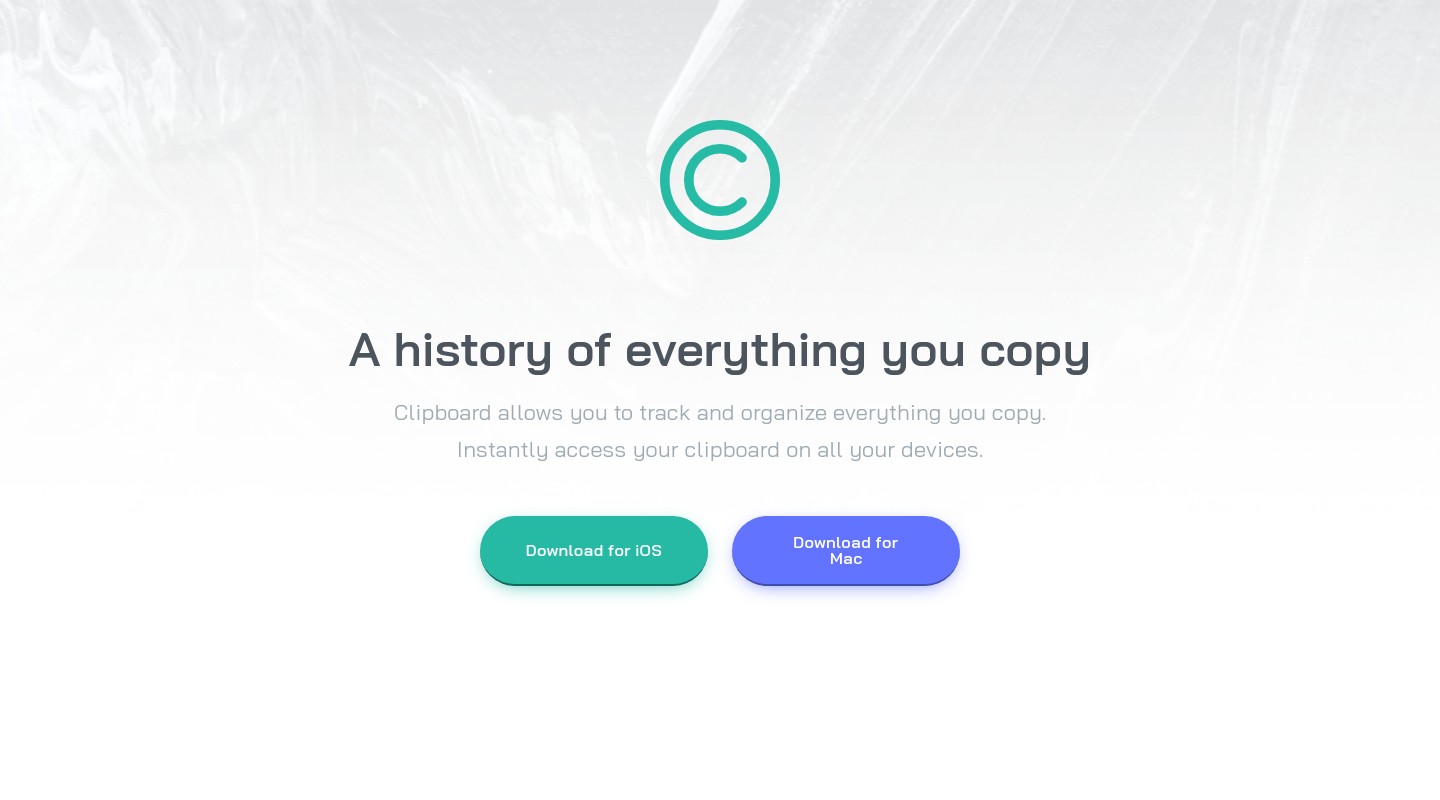 A history of everything you copy
Clipboard allows you to track and organize everything you copy.
Instantly access your clipboard on all your devices.
Download for iOS
Download for
Mac